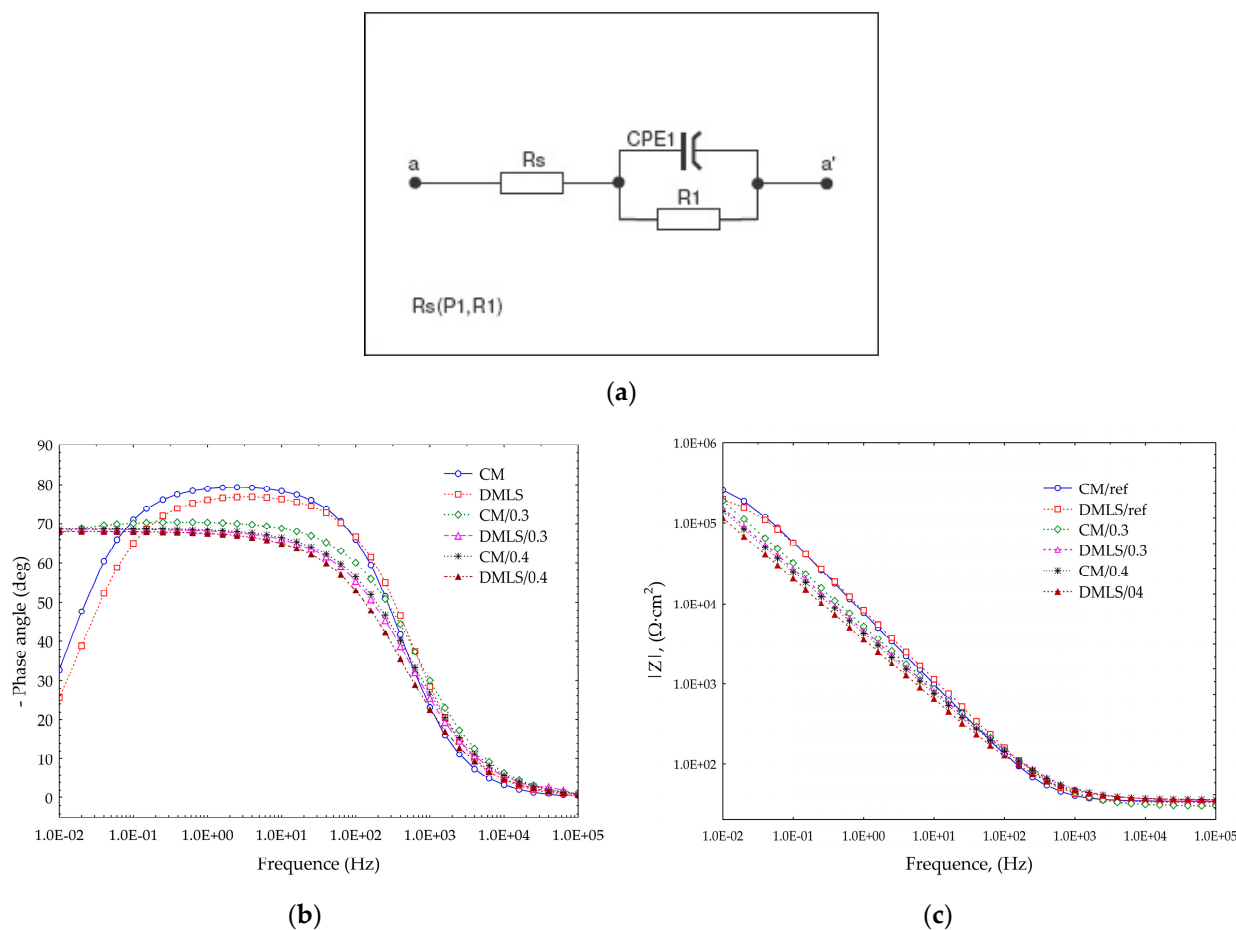 CPE1
a
Rs
a'
R1
Rs(P1,R1)
(a)
90
80
70
60
50
40
30
20
10
0
- Phase angle (deg)
CM
DMLS
CM/0.3
DMLS/0.3
CM/0.4
DMLS/0.4
1.0E-02 1.0E-01 1.0E+00 1.0E+01 1.0E+02 1.0E+03 1.0E+04 1.0E+05
Frequence (Hz)
(b)
1.0E+06
1.0E+05
1.0E+04
1.0E+03
1.0E+02
|Z|, (Ω·cm²)
CM/ref
DMLS/ref
CM/0.3
DMLS/0.3
CM/0.4
DMLS/04
1.0E-02 1.0E-01 1.0E+00 1.0E+01 1.0E+02 1.0E+03 1.0E+04 1.0E+05
Frequence, (Hz)
(c)